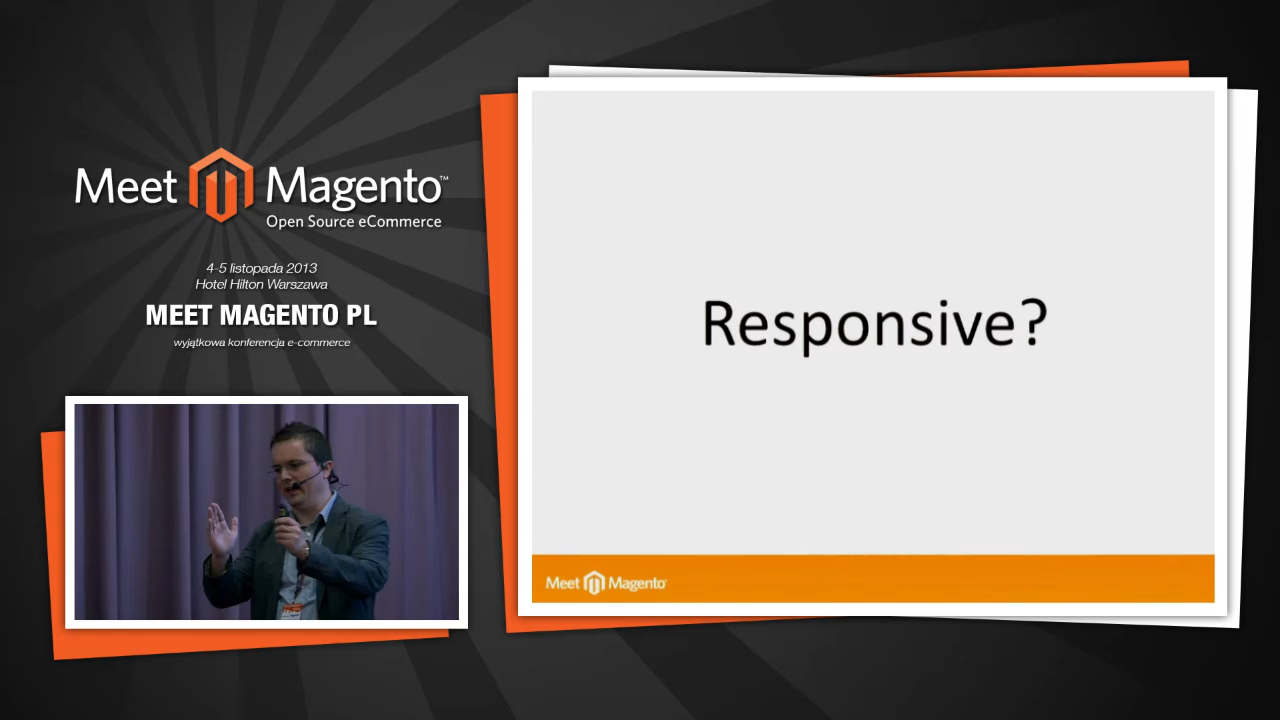 Meet Magento™
Open Source eCommerce
4-5 listopada 2013
Hotel Hilton Warszawa
MEET MAGENTO PL
wyjątkowa konferencja e-commerce
Responsive?
Meet Magento